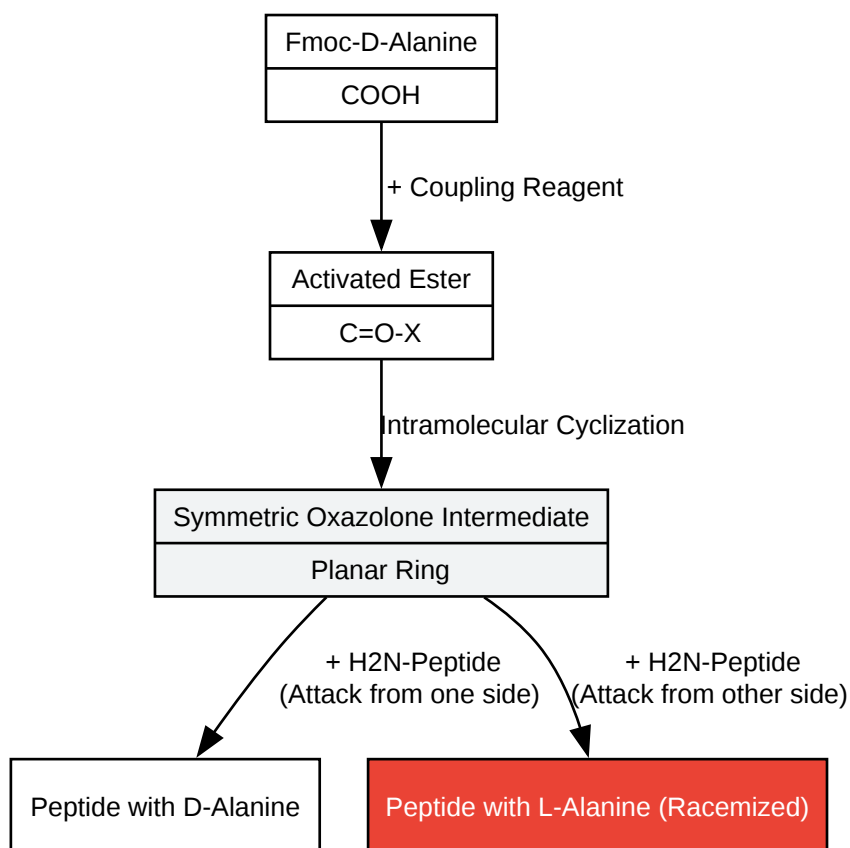 Fmoc-D-Alanine
COOH
+ Coupling Reagent
Activated Ester
C=O-X
Intramolecular Cyclization
Symmetric Oxazolone Intermediate
Planar Ring
+ H2N-Peptide
(Attack from one side)
+ H2N-Peptide
(Attack from other side)
Peptide with D-Alanine
Peptide with L-Alanine (Racemized)